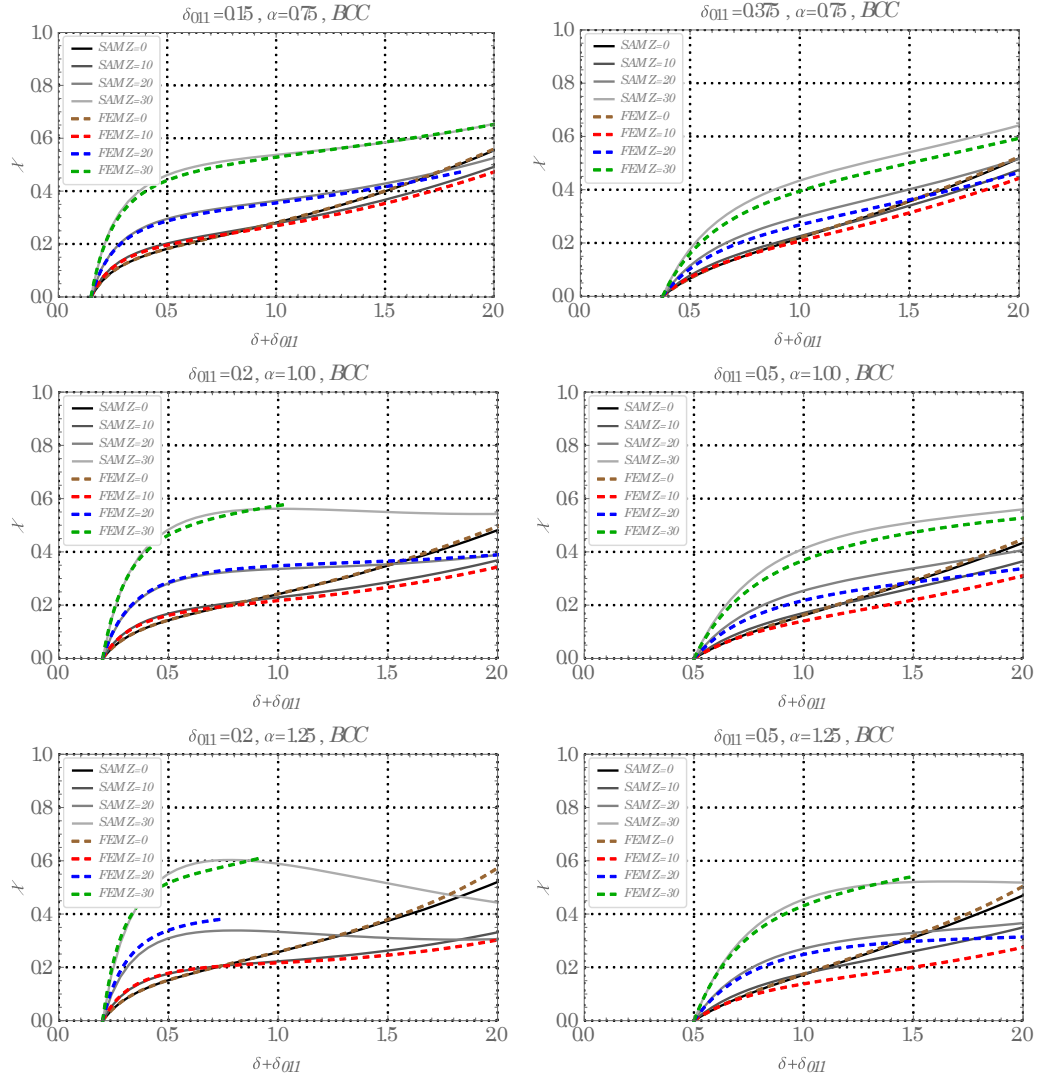 δ011=0.15 , α=0.75 , BCC
SAM Z=0
SAM Z=10
SAM Z=20
SAM Z=30
FEM Z=0
FEM Z=10
FEM Z=20
FEM Z=30
1.0
0.8
0.6
0.4
0.2
0.0
χ
0.0 0.5 1.0 1.5 2.0
δ+δ011
δ011=0.375 , α=0.75 , BCC
SAM Z=0
SAM Z=10
SAM Z=20
SAM Z=30
FEM Z=0
FEM Z=10
FEM Z=20
FEM Z=30
1.0
0.8
0.6
0.4
0.2
0.0
χ
0.0 0.5 1.0 1.5 2.0
δ+δ011
δ011=0.2 , α=1.00 , BCC
SAM Z=0
SAM Z=10
SAM Z=20
SAM Z=30
FEM Z=0
FEM Z=10
FEM Z=20
FEM Z=30
1.0
0.8
0.6
0.4
0.2
0.0
χ
0.0 0.5 1.0 1.5 2.0
δ+δ011
δ011=0.5 , α=1.00 , BCC
SAM Z=0
SAM Z=10
SAM Z=20
SAM Z=30
FEM Z=0
FEM Z=10
FEM Z=20
FEM Z=30
1.0
0.8
0.6
0.4
0.2
0.0
χ
0.0 0.5 1.0 1.5 2.0
δ+δ011
δ011=0.2 , α=1.25 , BCC
SAM Z=0
SAM Z=10
SAM Z=20
SAM Z=30
FEM Z=0
FEM Z=10
FEM Z=20
FEM Z=30
1.0
0.8
0.6
0.4
0.2
0.0
χ
0.0 0.5 1.0 1.5 2.0
δ+δ011
δ011=0.5 , α=1.25 , BCC
SAM Z=0
SAM Z=10
SAM Z=20
SAM Z=30
FEM Z=0
FEM Z=10
FEM Z=20
FEM Z=30
1.0
0.8
0.6
0.4
0.2
0.0
χ
0.0 0.5 1.0 1.5 2.0
δ+δ011